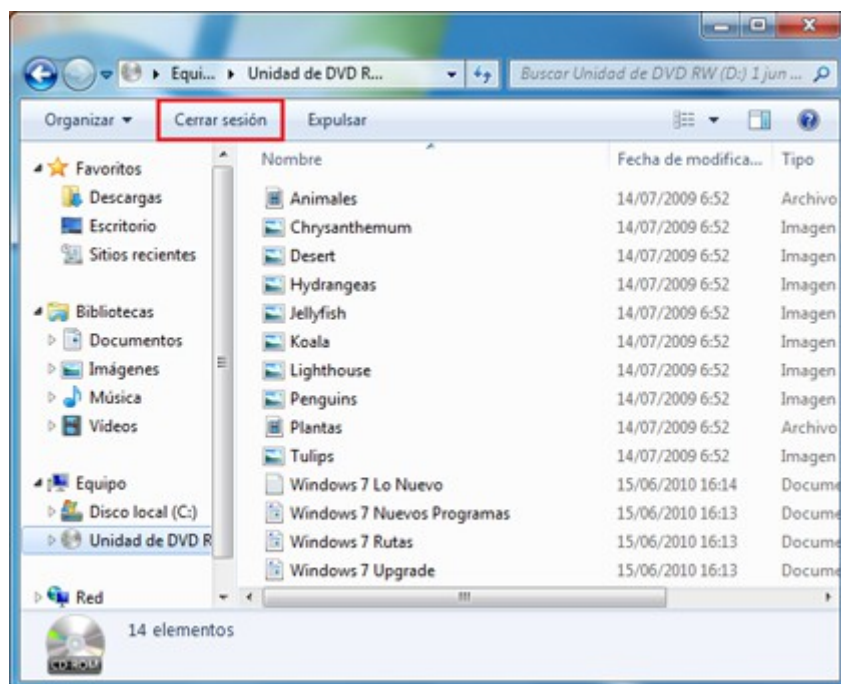 Equi... Unidad de DVD R... Buscar Unidad de DVD RW (D:) 1 jun ...
Organizar Cerrar sesión Expulsar
Favoritos
Descargas
Escritorio
Sitios recientes
Bibliotecas
Documentos
Imágenes
Música
Vídeos
Equipo
Disco local (C:)
Unidad de DVD R
Red
Nombre Fecha de modifica... Tipo
Animales 14/07/2009 6:52 Archivo
Chrysanthemum 14/07/2009 6:52 Imagen
Desert 14/07/2009 6:52 Imagen
Hydrangeas 14/07/2009 6:52 Imagen
Jellyfish 14/07/2009 6:52 Imagen
Koala 14/07/2009 6:52 Imagen
Lighthouse 14/07/2009 6:52 Imagen
Penguins 14/07/2009 6:52 Imagen
Plantas 14/07/2009 6:52 Archivo
Tulips 14/07/2009 6:52 Imagen
Windows 7 Lo Nuevo 15/06/2010 16:14 Docume
Windows 7 Nuevos Programas 15/06/2010 16:13 Docume
Windows 7 Rutas 15/06/2010 16:13 Docume
Windows 7 Upgrade 15/06/2010 16:13 Docume
14 elementos
CD-ROM